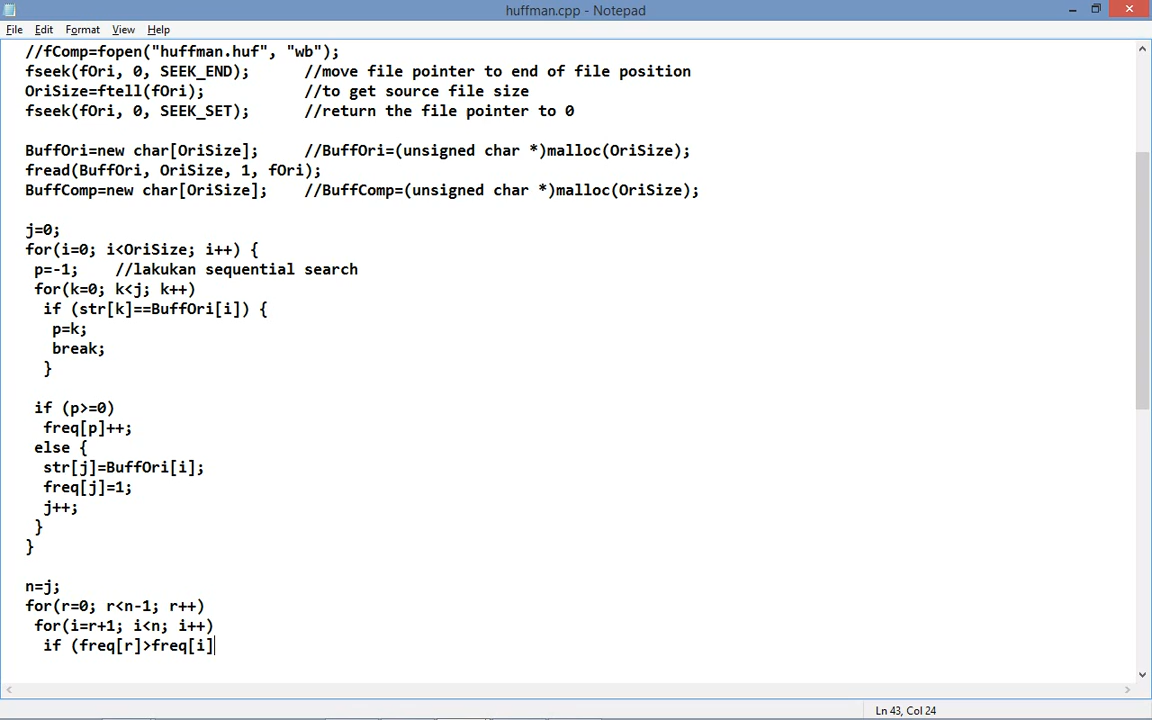 huffman.cpp - Notepad
File Edit Format View Help
//fComp=fopen("huffman.huf", "wb");
fseek(fOri, 0, SEEK_END);      //move file pointer to end of file position
OriSize=ftell(fOri);           //to get source file size
fseek(fOri, 0, SEEK_SET);      //return the file pointer to 0
BuffOri=new char[OriSize];     //BuffOri=(unsigned char *)malloc(OriSize);
fread(BuffOri, OriSize, 1, fOri);
BuffComp=new char[OriSize];    //BuffComp=(unsigned char *)malloc(OriSize);
j=0;
for(i=0; i<OriSize; i++) {
 p=-1;    //lakukan sequential search
 for(k=0; k<j; k++)
  if (str[k]==BuffOri[i]) {
   p=k;
   break;
  }
 if (p>=0)
  freq[p]++;
 else {
  str[j]=BuffOri[i];
  freq[j]=1;
  j++;
 }
}
n=j;
for(r=0; r<n-1; r++)
 for(i=r+1; i<n; i++)
  if (freq[r]>freq[i]
Ln 43, Col 24